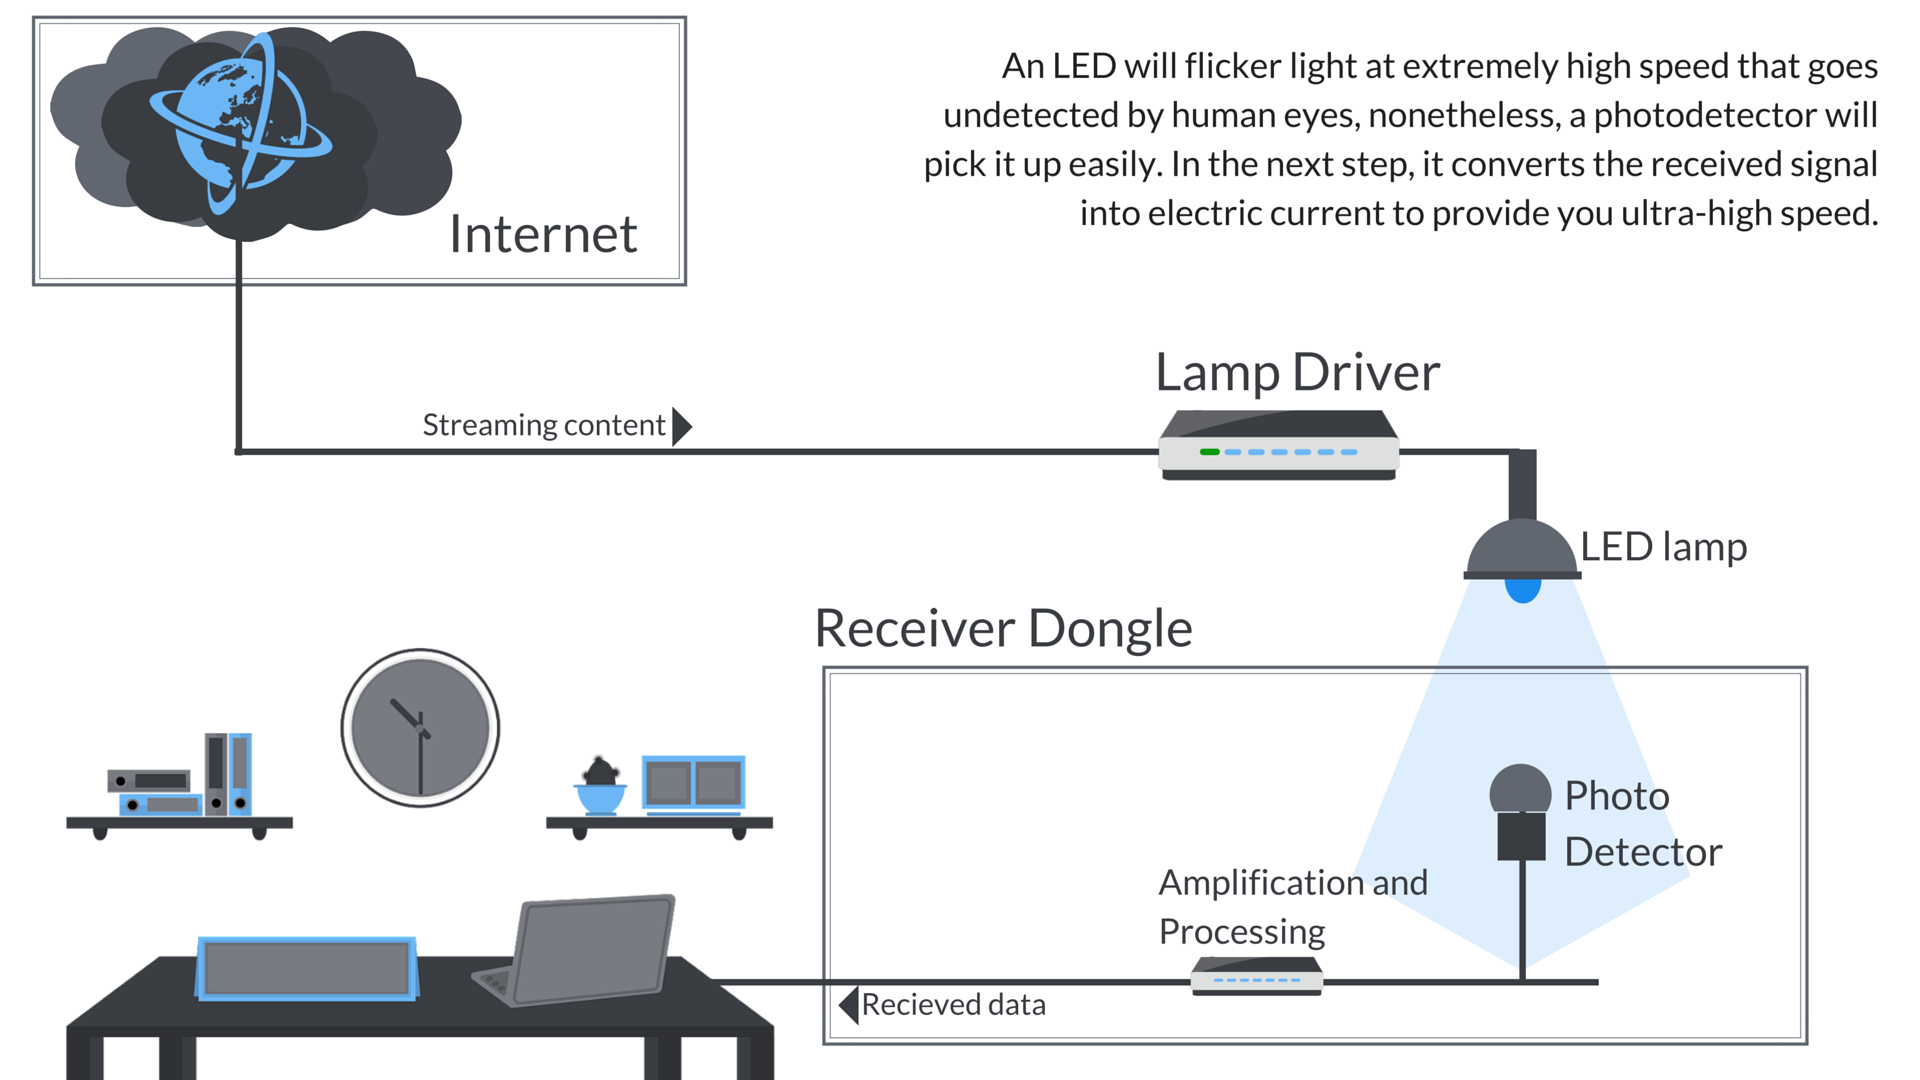 An LED will flicker light at extremely high speed that goes
undetected by human eyes, nonetheless, a photodetector will
pick it up easily. In the next step, it converts the received signal
into electric current to provide you ultra-high speed.
Internet
Lamp Driver
Streaming content
LED lamp
Receiver Dongle
Photo
Detector
Amplification and
Processing
Recieved data